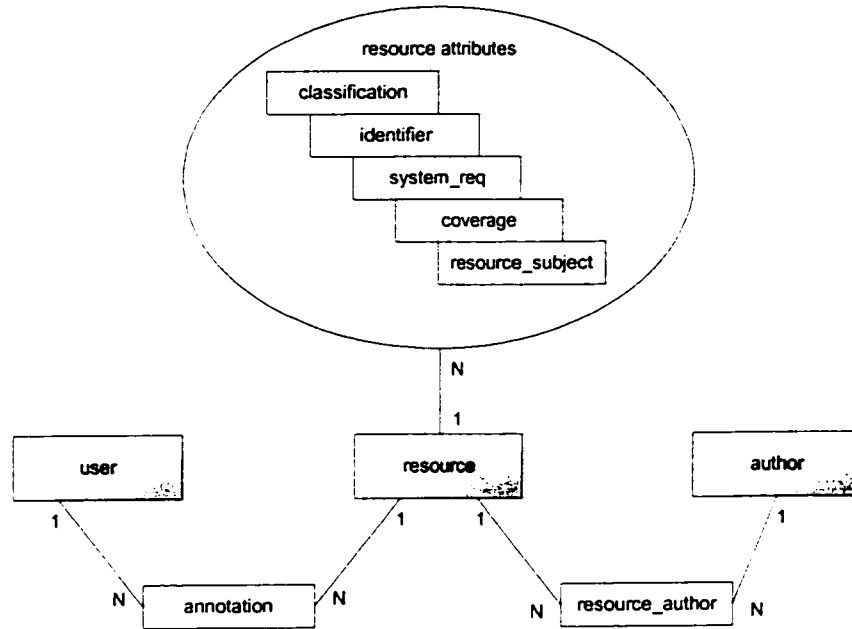 resource attributes
classification
identifier
system_req
coverage
resource_subject
N
1
user
resource
author
1
1
1
1
N
annotation
N
N
resource_author
N